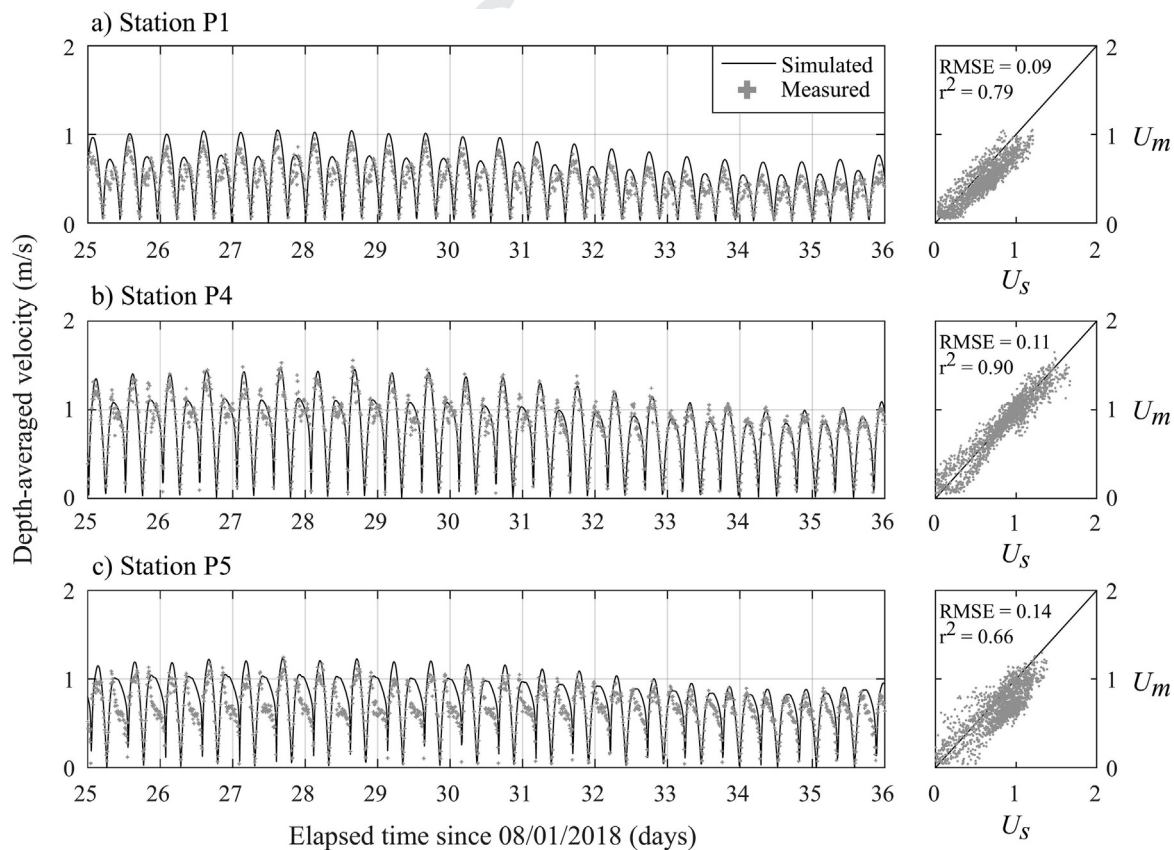 a) Station P1
Simulated
Measured
2
1
0
25 26 27 28 29 30 31 32 33 34 35 36
RMSE = 0.09
r² = 0.79
2
1
0
Uₘ
0 1 2
Uₛ
b) Station P4
2
1
0
25 26 27 28 29 30 31 32 33 34 35 36
RMSE = 0.11
r² = 0.90
2
1
0
Uₘ
0 1 2
Uₛ
c) Station P5
2
1
0
25 26 27 28 29 30 31 32 33 34 35 36
RMSE = 0.14
r² = 0.66
2
1
0
Uₘ
0 1 2
Uₛ
Depth-averaged velocity (m/s)
Elapsed time since 08/01/2018 (days)